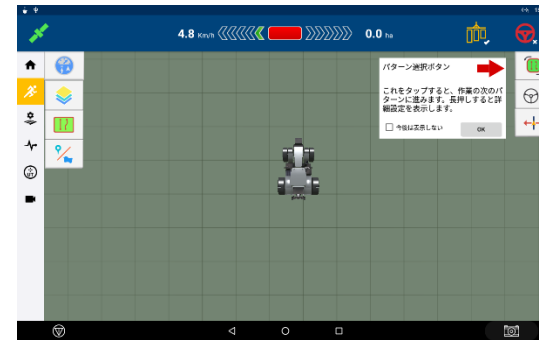 4.8 Km/h
0.0 ha
パターン選択ボタン
これをタップすると、作業の次のパ
ターンに進みます。長押しすると詳
細設定を表示します。
今後は表示しない
OK